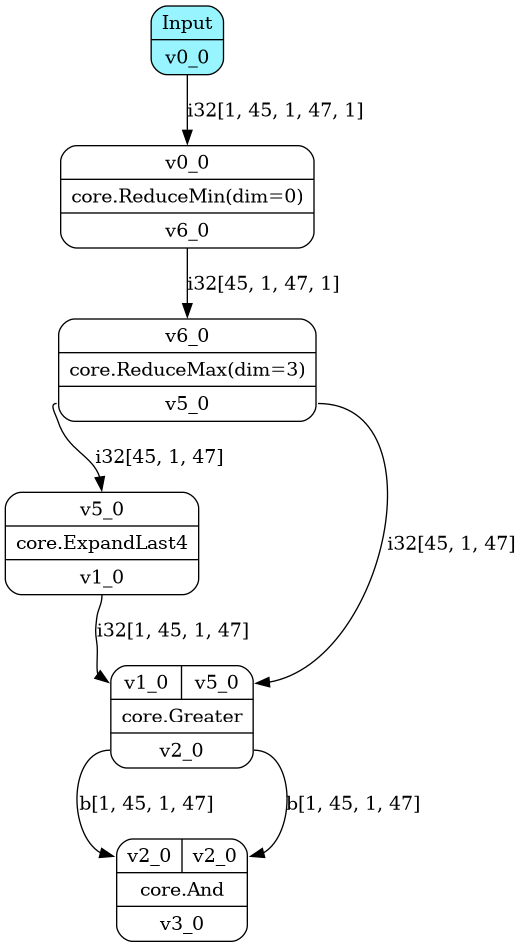 Input
v0_0
i32[1, 45, 1, 47, 1]
v0_0
core.ReduceMin(dim=0)
v6_0
i32[45, 1, 47, 1]
v6_0
core.ReduceMax(dim=3)
v5_0
i32[45, 1, 47]
v5_0
core.ExpandLast4
v1_0
i32[45, 1, 47]
i32[1, 45, 1, 47]
v1_0 v5_0
core.Greater
v2_0
b[1, 45, 1, 47] b[1, 45, 1, 47]
v2_0 v2_0
core.And
v3_0